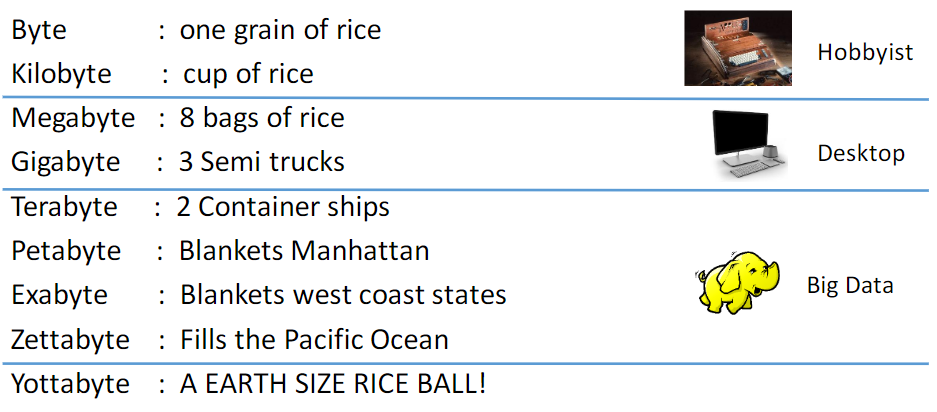 Byte : one grain of rice
Kilobyte : cup of rice
Hobbyist
Megabyte : 8 bags of rice
Gigabyte : 3 Semi trucks
Desktop
Terabyte : 2 Container ships
Petabyte : Blankets Manhattan
Exabyte : Blankets west coast states
Zettabyte : Fills the Pacific Ocean
Big Data
Yottabyte : A EARTH SIZE RICE BALL!